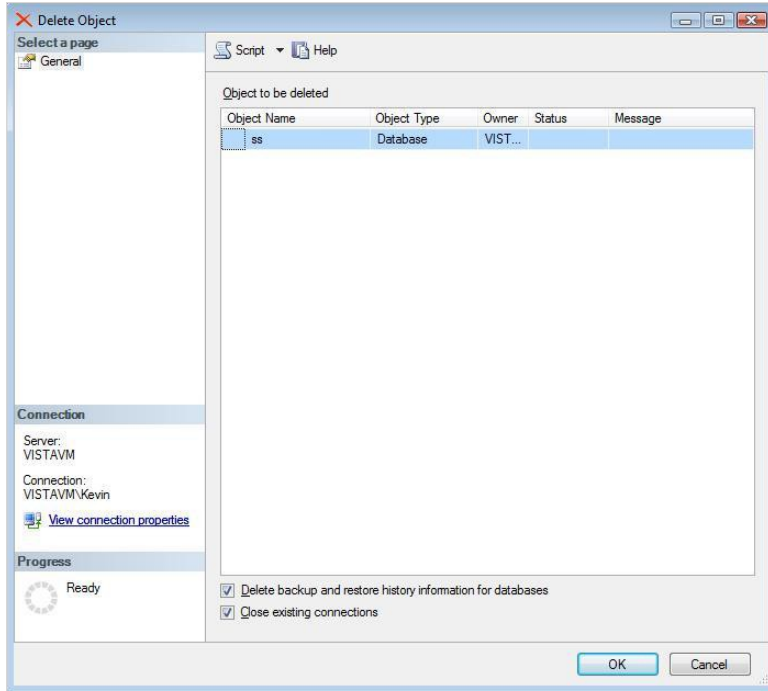 Delete Object
Select a page
General
Script Help
Object to be deleted
Object Name Object Type Owner Status Message
ss Database VIST...
Connection
Server:
VISTAVM
Connection:
VISTAVM\Kevin
View connection properties
Progress
Ready
Delete backup and restore history information for databases
Close existing connections
OK Cancel